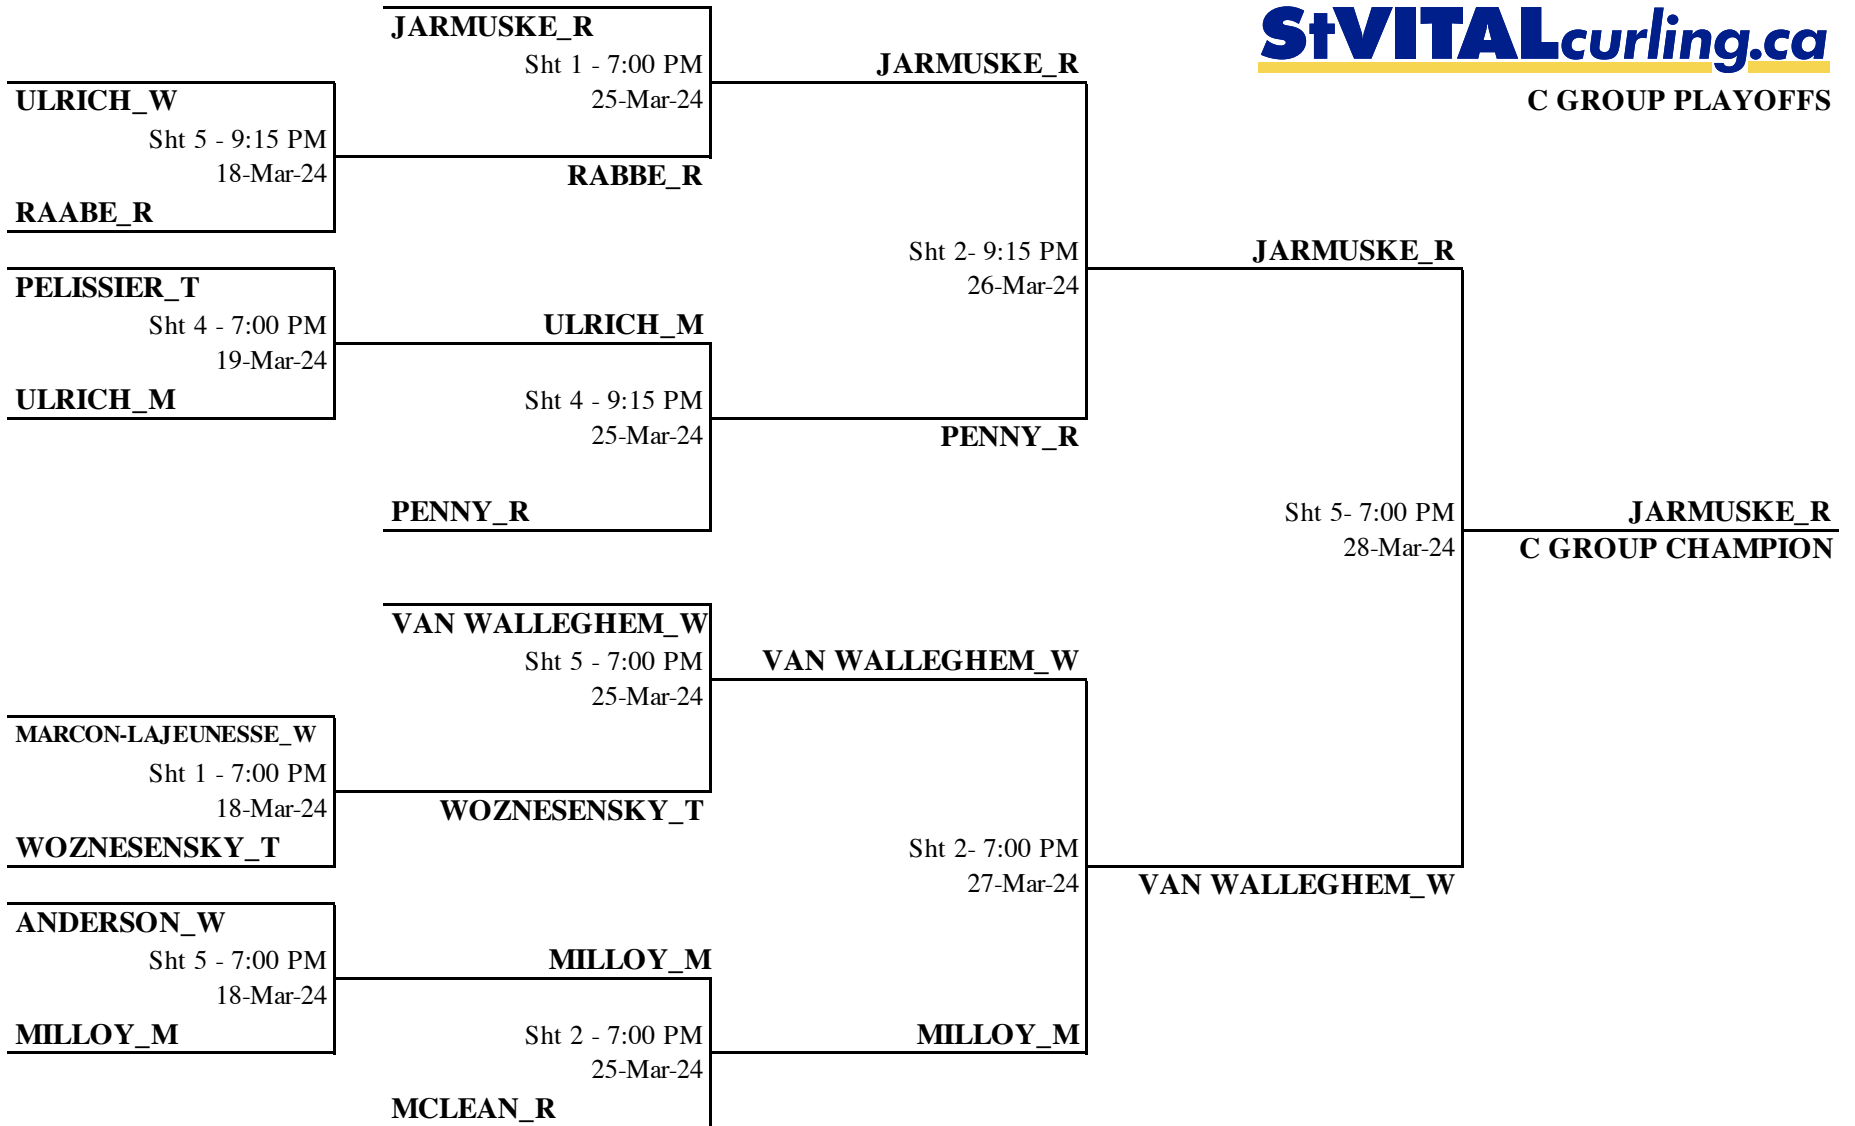 StVITALcurling.ca
C GROUP PLAYOFFS
JARMUSKE_R
Sht 1 - 7:00 PM
25-Mar-24
JARMUSKE_R
ULRICH_W
Sht 5 - 9:15 PM
18-Mar-24
RAABE_R
RABBE_R
PELISSIER_T
Sht 4 - 7:00 PM
19-Mar-24
ULRICH_M
ULRICH_M
Sht 4 - 9:15 PM
25-Mar-24
PENNY_R
Sht 2- 9:15 PM
26-Mar-24
PENNY_R
JARMUSKE_R
Sht 5- 7:00 PM
28-Mar-24
JARMUSKE_R
C GROUP CHAMPION
VAN WALLEGHEM_W
Sht 5 - 7:00 PM
25-Mar-24
VAN WALLEGHEM_W
MARCON-LAJEUNESSE_W
Sht 1 - 7:00 PM
18-Mar-24
WOZNESENSKY_T
WOZNESENSKY_T
Sht 2- 7:00 PM
27-Mar-24
VAN WALLEGHEM_W
ANDERSON_W
Sht 5 - 7:00 PM
18-Mar-24
MILLOY_M
MILLOY_M
Sht 2 - 7:00 PM
25-Mar-24
MCLEAN_R
MILLOY_M